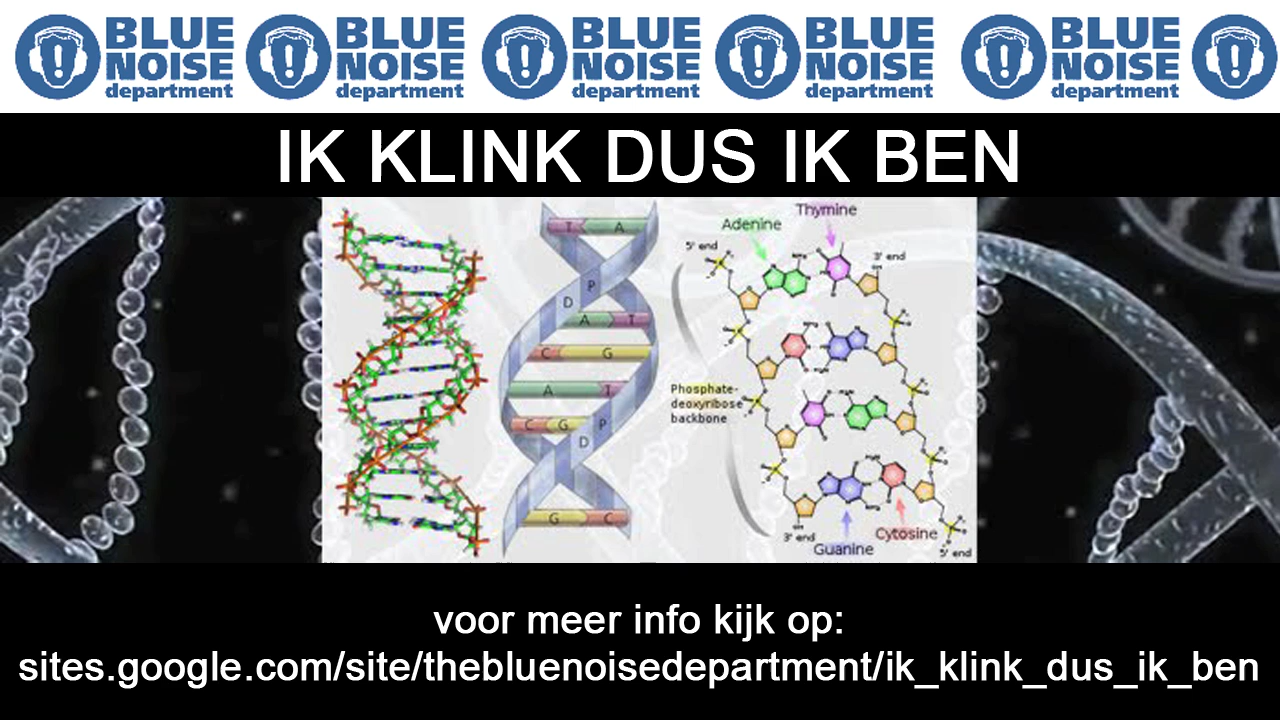 BLUE NOISE department BLUE NOISE department BLUE NOISE department BLUE NOISE department BLUE NOISE department
IK KLINK DUS IK BEN
T A
P
D
A T
C G
A T
C G P
D
G C
Adenine
Thymine
5' end
3' end
Phosphate-
deoxyribose
backbone
3' end
Guanine
Cytosine
5' end
voor meer info kijk op:
sites.google.com/site/thebluenoisedepartment/ik_klink_dus_ik_ben